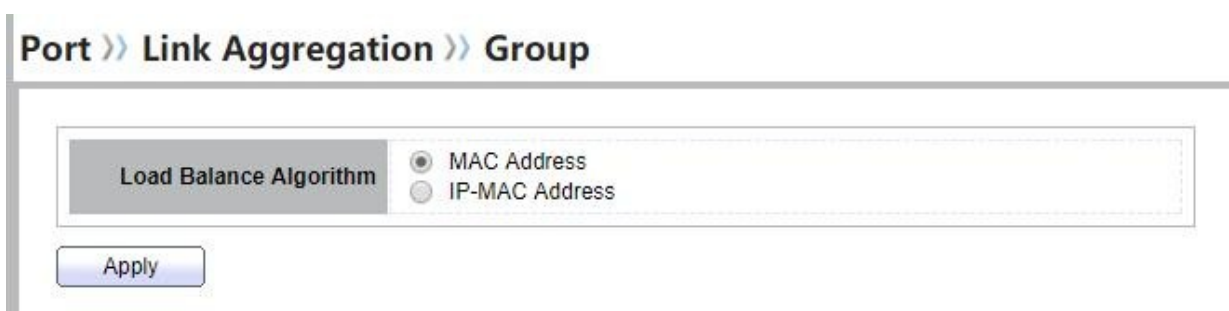 Port » Link Aggregation » Group
Load Balance Algorithm
MAC Address
IP-MAC Address
Apply